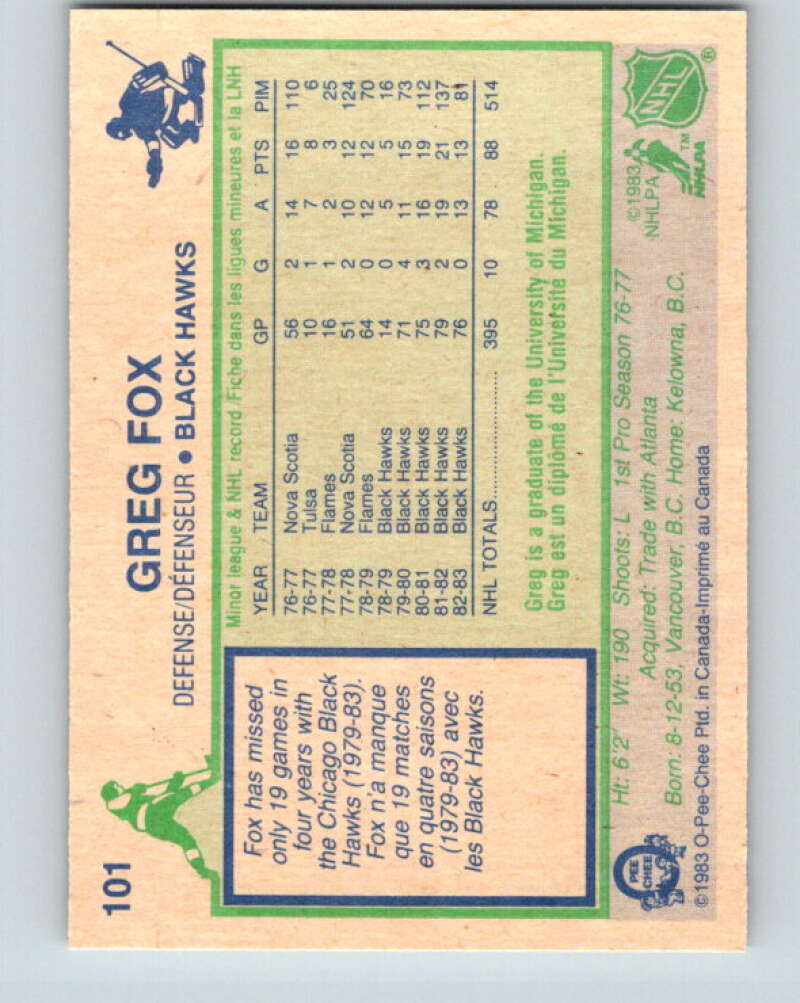 101
GREG FOX
DEFENSE/DÉFENSEUR • BLACK HAWKS
Fox has missed
only 19 games in
four years with
the Chicago Black
Hawks (1979-83).
Fox n'a manque
que 19 matches
en quatre saisons
(1979-83) avec
les Black Hawks.
Minor league & NHL record Fiche dans les ligues mineures et la LNH
YEAR TEAM GP G A PTS PIM
76-77 Nova Scotia 56 2 14 16 110
76-77 Tulsa 10 1 7 8 6
77-78 Flames 16 1 2 3 25
77-78 Nova Scotia 51 2 10 12 124
78-79 Flames 64 0 12 12 70
78-79 Black Hawks 14 0 5 5 16
79-80 Black Hawks 71 4 11 15 73
80-81 Black Hawks 75 3 16 19 112
81-82 Black Hawks 79 2 19 21 137
82-83 Black Hawks 76 0 13 13 81
NHL TOTALS 395 10 78 88 514
Greg is a graduate of the University of Michigan.
Greg est un diplômé de l'Université du Michigan.
Ht: 6'2" Wt: 190 Shoots: L 1st Pro Season 76-77
Acquired: Trade with Atlanta
Born: 8-12-53, Vancouver, B.C. Home: Kelowna, B.C.
©1983 O-Pee-Chee Ptd. in Canada-Imprimé au Canada
O
PEE
CHEE
©1983
NHLPA
TM
NHLPA
NHL
®